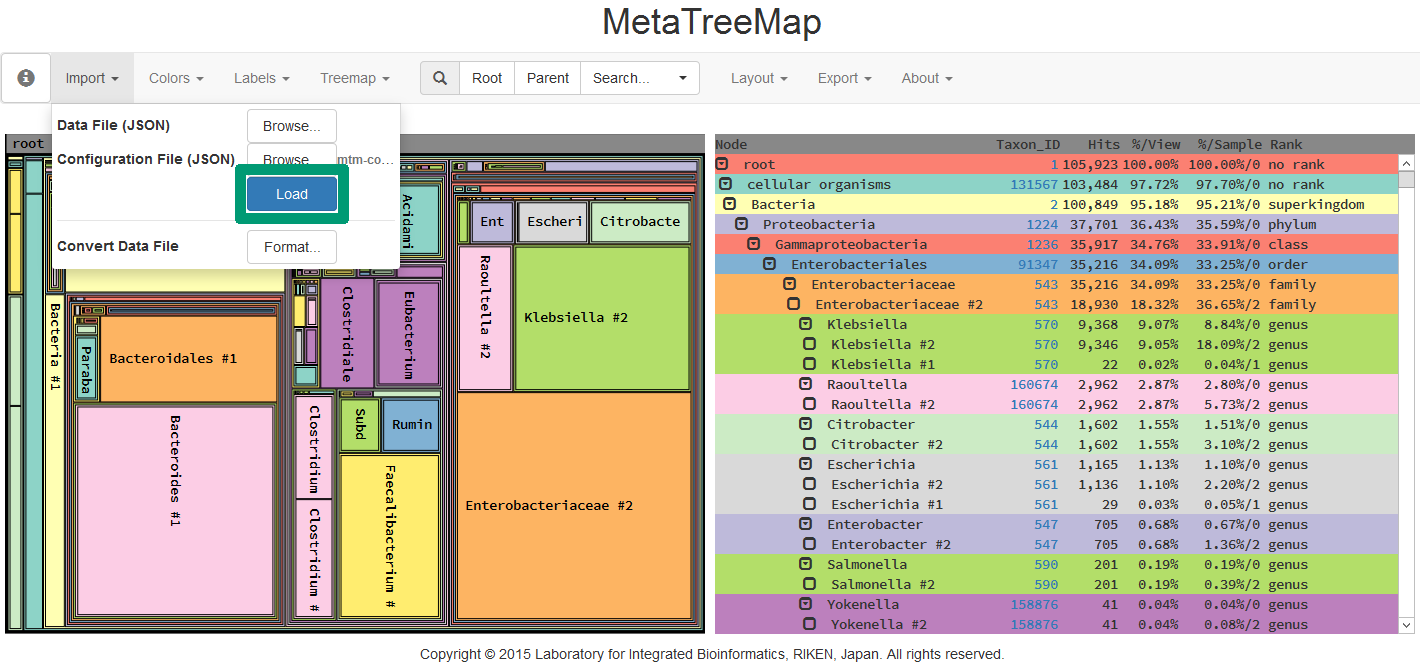 MetaTreeMap
Import Colors Labels Treemap Root Parent Search... Layout Export About
Data File (JSON) Browse...
Configuration File (JSON) Browse... mtm-co...
Load
Convert Data File Format...
root
Acidami
Ent Escheri Citrobacte
Raoultella #2
Klebsiella #2
Enterobacteriaceae #2
Bacteria #1
Paraba
Bacteroidales #1
Bacteroides #1
Clostridiale
Eubacterium
Clostridium
Clostridium #
Subd
Rumin
Faecalibacterium #
Node Taxon_ID Hits %/View %/Sample Rank
root 1 105,923 100.00% 100.00%/0 no rank
cellular organisms 131567 103,484 97.72% 97.70%/0 no rank
Bacteria 2 100,849 95.18% 95.21%/0 superkingdom
Proteobacteria 1224 37,701 36.43% 35.59%/0 phylum
Gammaproteobacteria 1236 35,917 34.76% 33.91%/0 class
Enterobacteriales 91347 35,216 34.09% 33.25%/0 order
Enterobacteriaceae 543 35,216 34.09% 33.25%/0 family
Enterobacteriaceae #2 543 18,930 18.32% 36.65%/2 family
Klebsiella 570 9,368 9.07% 8.84%/0 genus
Klebsiella #2 570 9,346 9.05% 18.09%/2 genus
Klebsiella #1 570 22 0.02% 0.04%/1 genus
Raoultella 160674 2,962 2.87% 2.80%/0 genus
Raoultella #2 160674 2,962 2.87% 5.73%/2 genus
Citrobacter 544 1,602 1.55% 1.51%/0 genus
Citrobacter #2 544 1,602 1.55% 3.10%/2 genus
Escherichia 561 1,165 1.13% 1.10%/0 genus
Escherichia #2 561 1,136 1.10% 2.20%/2 genus
Escherichia #1 561 29 0.03% 0.05%/1 genus
Enterobacter 547 705 0.68% 0.67%/0 genus
Enterobacter #2 547 705 0.68% 1.36%/2 genus
Salmonella 590 201 0.19% 0.19%/0 genus
Salmonella #2 590 201 0.19% 0.39%/2 genus
Yokenella 158876 41 0.04% 0.04%/0 genus
Yokenella #2 158876 41 0.04% 0.08%/2 genus
Copyright © 2015 Laboratory for Integrated Bioinformatics, RIKEN, Japan. All rights reserved.